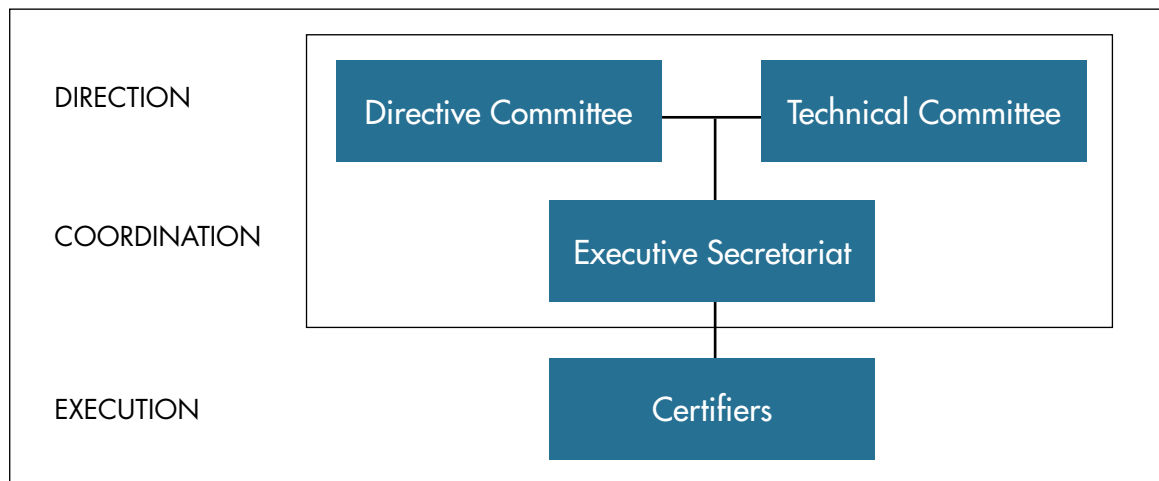 DIRECTION
Directive Committee
Technical Committee
COORDINATION
Executive Secretariat
EXECUTION
Certifiers